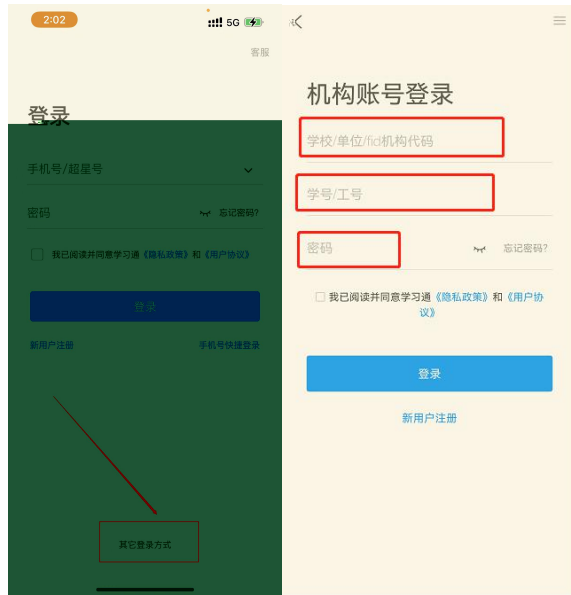 2:02
5G
客服
登录
手机号/超星号
密码
忘记密码?
我已阅读并同意学习通《隐私政策》和《用户协议》
登录
新用户注册
手机号快捷登录
其它登录方式
机构账号登录
学校/单位/fid机构代码
学号/工号
密码
忘记密码?
我已阅读并同意学习通《隐私政策》和《用户协
议》
登录
新用户注册